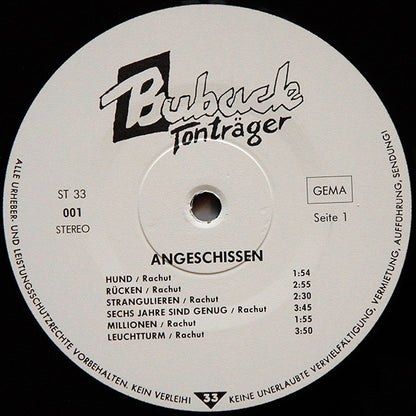 Buback
Tonträger
ST 33
001
STEREO
GEMA
Seite 1
ANGESCHISSEN
HUND / Rachut 1:54
RÜCKEN / Rachut 2:55
STRANGULIEREN / Rachut 2:30
SECHS JAHRE SIND GENUG / Rachut 3:45
MILLIONEN / Rachut 1:55
LEUCHTTURM / Rachut 3:50
ALLE URHEBER- UND LEISTUNGSSCHUTZRECHTE VORBEHALTEN. KEIN VERLEIH!
33
KEINE UNERLAUBTE VERVIELFÄLTIGUNG, VERMIETUNG, AUFFÜHRUNG, SENDUNG!